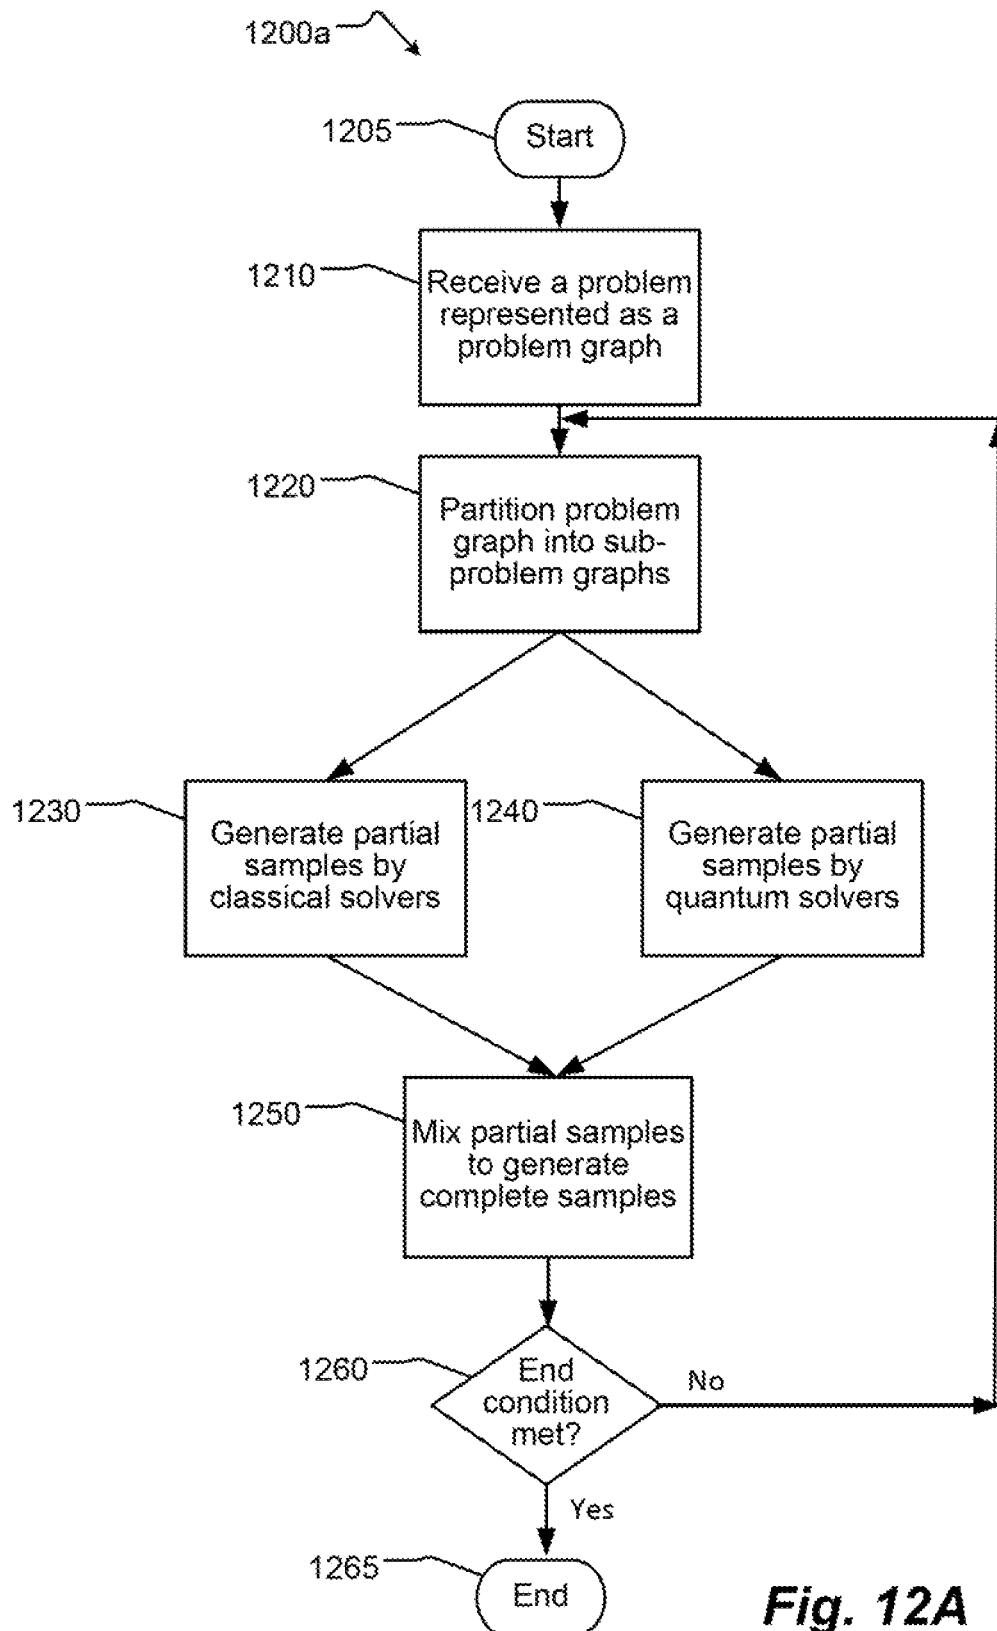 1200a
1205
Start
1210
Receive a problem
represented as a
problem graph
1220
Partition problem
graph into sub-
problem graphs
1230
Generate partial
samples by
classical solvers
1240
Generate partial
samples by
quantum solvers
1250
Mix partial samples
to generate
complete samples
1260
End
condition
met?
No
Yes
1265
End
Fig. 12A